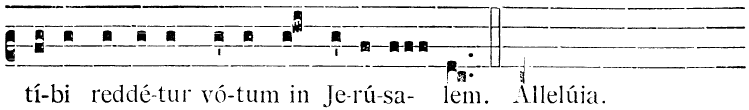 tí-bi reddé-tur vó-tum in Je-rú-sa- lem. Allelúia.